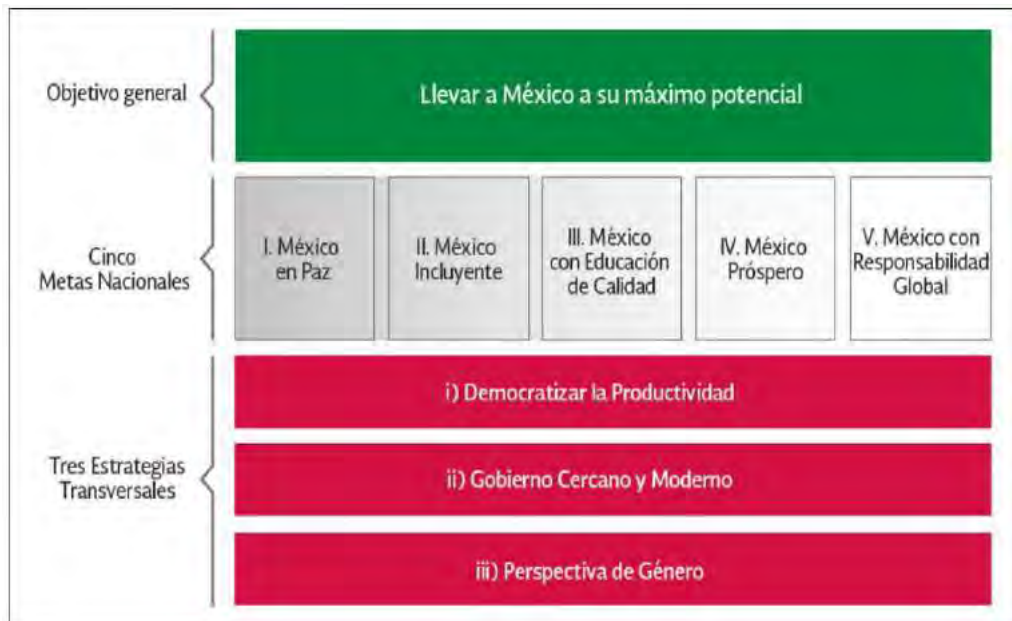 Objetivo general
Llevar a México a su máximo potencial
Cinco
Metas Nacionales
I. México
en Paz
II. México
Incluyente
III. México
con Educación
de Calidad
IV. México
Próspero
V. México con
Responsabilidad
Global
Tres Estrategias
Transversales
i) Democratizar la Productividad
ii) Gobierno Cercano y Moderno
iii) Perspectiva de Género